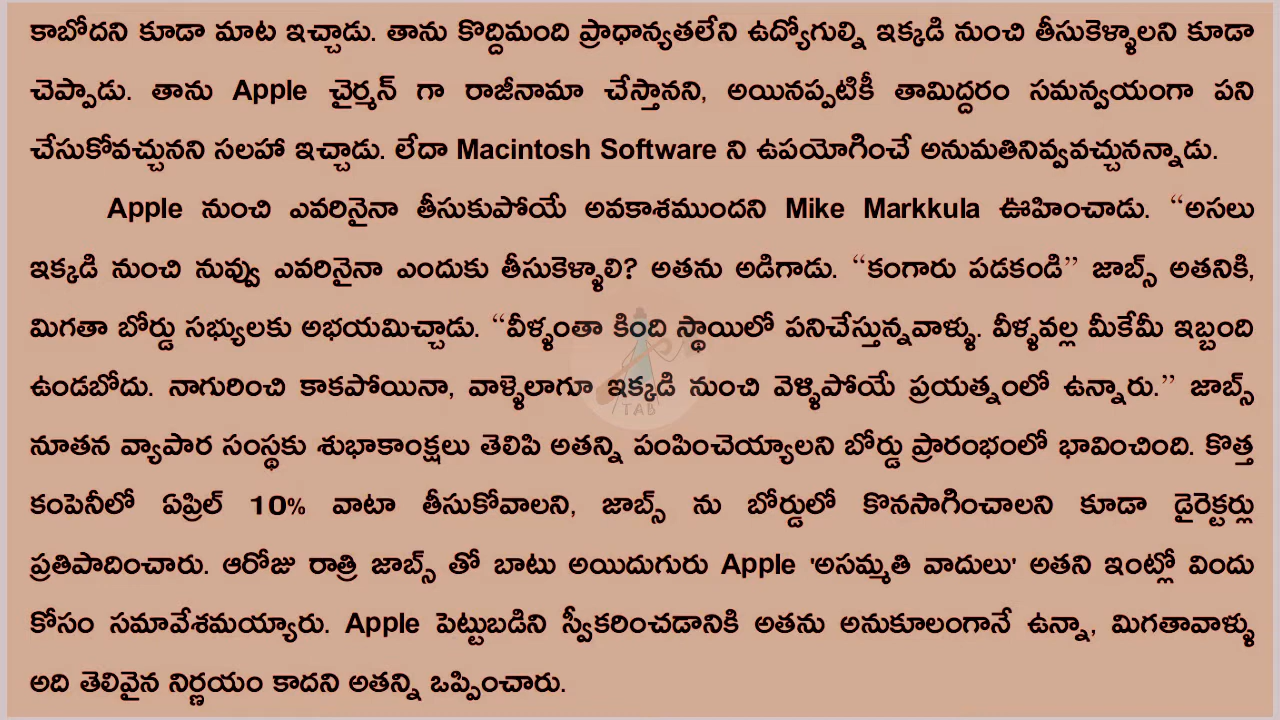 కాబోదని కూడా మాట ఇచ్చాడు. తాను కొద్దిమంది ప్రాధాన్యతలేని ఉద్యోగుల్ని ఇక్కడి నుంచి తీసుకెళ్ళాలని కూడా
చెప్పాడు. తాను Apple చైర్మన్ గా రాజీనామా చేస్తానని, అయినప్పటికీ తామిద్దరం సమన్వయంగా పని
చేసుకోవచ్చునని సలహా ఇచ్చాడు. లేదా Macintosh Software ని ఉపయోగించే అనుమతినివ్వవచ్చునన్నాడు.
Apple నుంచి ఎవరినైనా తీసుకుపోయే అవకాశముందని Mike Markkula ఊహించాడు. “అసలు
ఇక్కడి నుంచి నువ్వు ఎవరినైనా ఎందుకు తీసుకెళ్ళాలి? అతను అడిగాడు. “కంగారు పడకండి” జాబ్స్ అతనికి,
మిగతా బోర్డు సభ్యులకు అభయమిచ్చాడు. “వీళ్ళంతా కింది స్థాయిలో పనిచేస్తున్నవాళ్ళు. వీళ్ళవల్ల మీకేమీ ఇబ్బంది
ఉండబోదు. నాగురించి కాకపోయినా, వాళ్ళెలాగూ ఇక్కడి నుంచి వెళ్ళిపోయే ప్రయత్నంలో ఉన్నారు.” జాబ్స్
నూతన వ్యాపార సంస్థకు శుభాకాంక్షలు తెలిపి అతన్ని పంపించెయ్యాలని బోర్డు ప్రారంభంలో భావించింది. కొత్త
కంపెనీలో ఏప్రిల్ 10% వాటా తీసుకోవాలని, జాబ్స్ ను బోర్డులో కొనసాగించాలని కూడా డైరెక్టర్లు
ప్రతిపాదించారు. ఆరోజు రాత్రి జాబ్స్ తో బాటు అయిదుగురు Apple 'అసమ్మతి వాదులు' అతని ఇంట్లో విందు
కోసం సమావేశమయ్యారు. Apple పెట్టుబడిని స్వీకరించడానికి అతను అనుకూలంగానే ఉన్నా, మిగతావాళ్ళు
అది తెలివైన నిర్ణయం కాదని అతన్ని ఒప్పించారు.
TAB